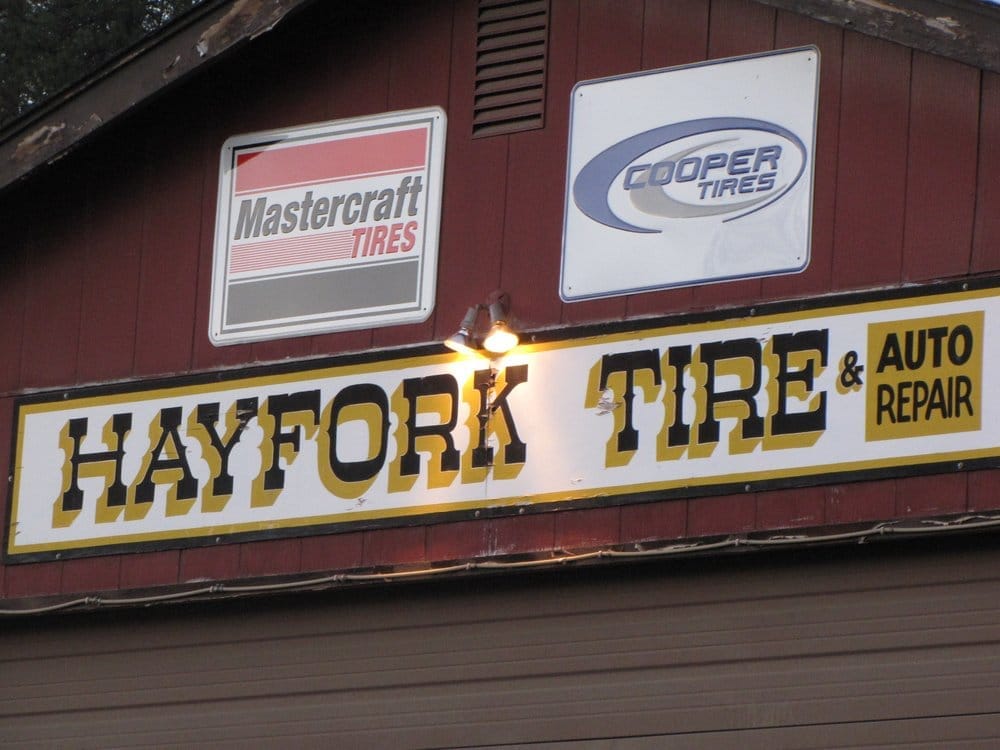 Mastercraft
TIRES
COOPER
TIRES
HAYFORK TIRE & AUTO
REPAIR